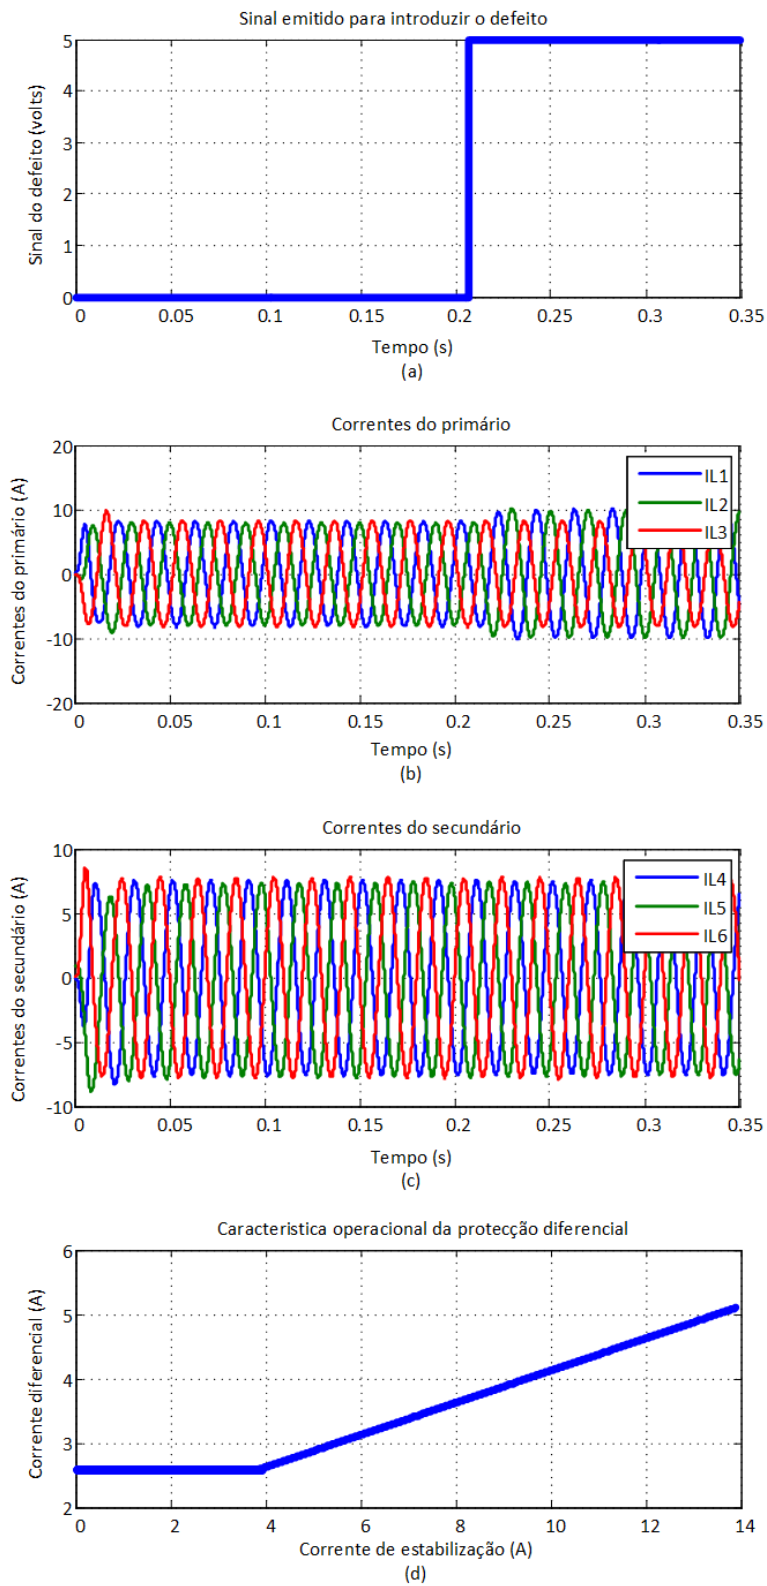 Sinal emitido para introduzir o defeito
Sinal do defeito (volts)
5
4
3
2
1
0
0 0.05 0.1 0.15 0.2 0.25 0.3 0.35
Tempo (s)
(a)
Correntes do primário
Correntes do primário (A)
20
10
0
-10
-20
IL1
IL2
IL3
0 0.05 0.1 0.15 0.2 0.25 0.3 0.35
Tempo (s)
(b)
Correntes do secundário
Correntes do secundário (A)
10
5
0
-5
-10
IL4
IL5
IL6
0 0.05 0.1 0.15 0.2 0.25 0.3 0.35
Tempo (s)
(c)
Caracteristica operacional da protecção diferencial
Corrente diferencial (A)
6
5
4
3
2
0 2 4 6 8 10 12 14
Corrente de estabilização (A)
(d)